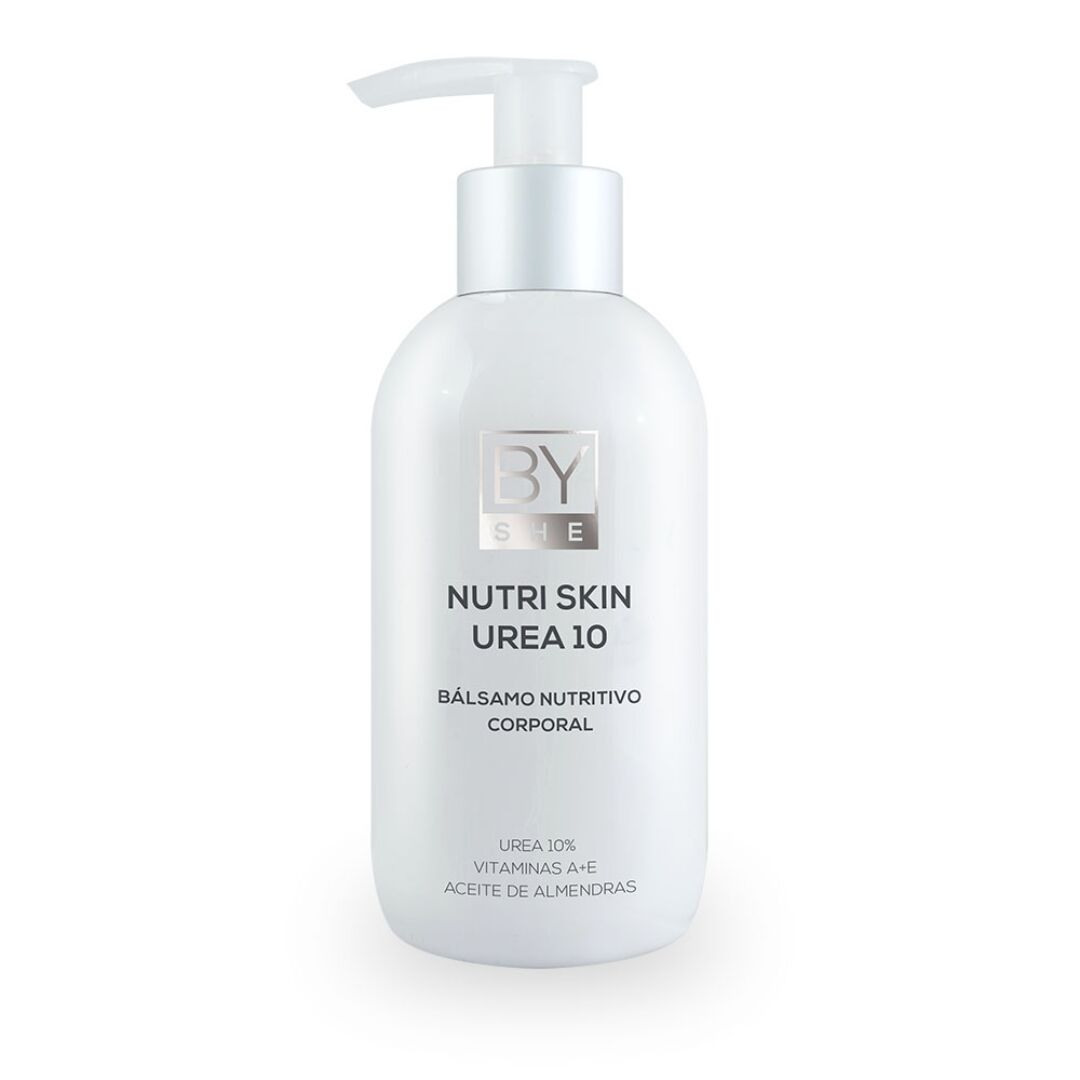 BY
SHE
NUTRI SKIN
UREA 10
BÁLSAMO NUTRITIVO
CORPORAL
UREA 10%
VITAMINAS A+E
ACEITE DE ALMENDRAS